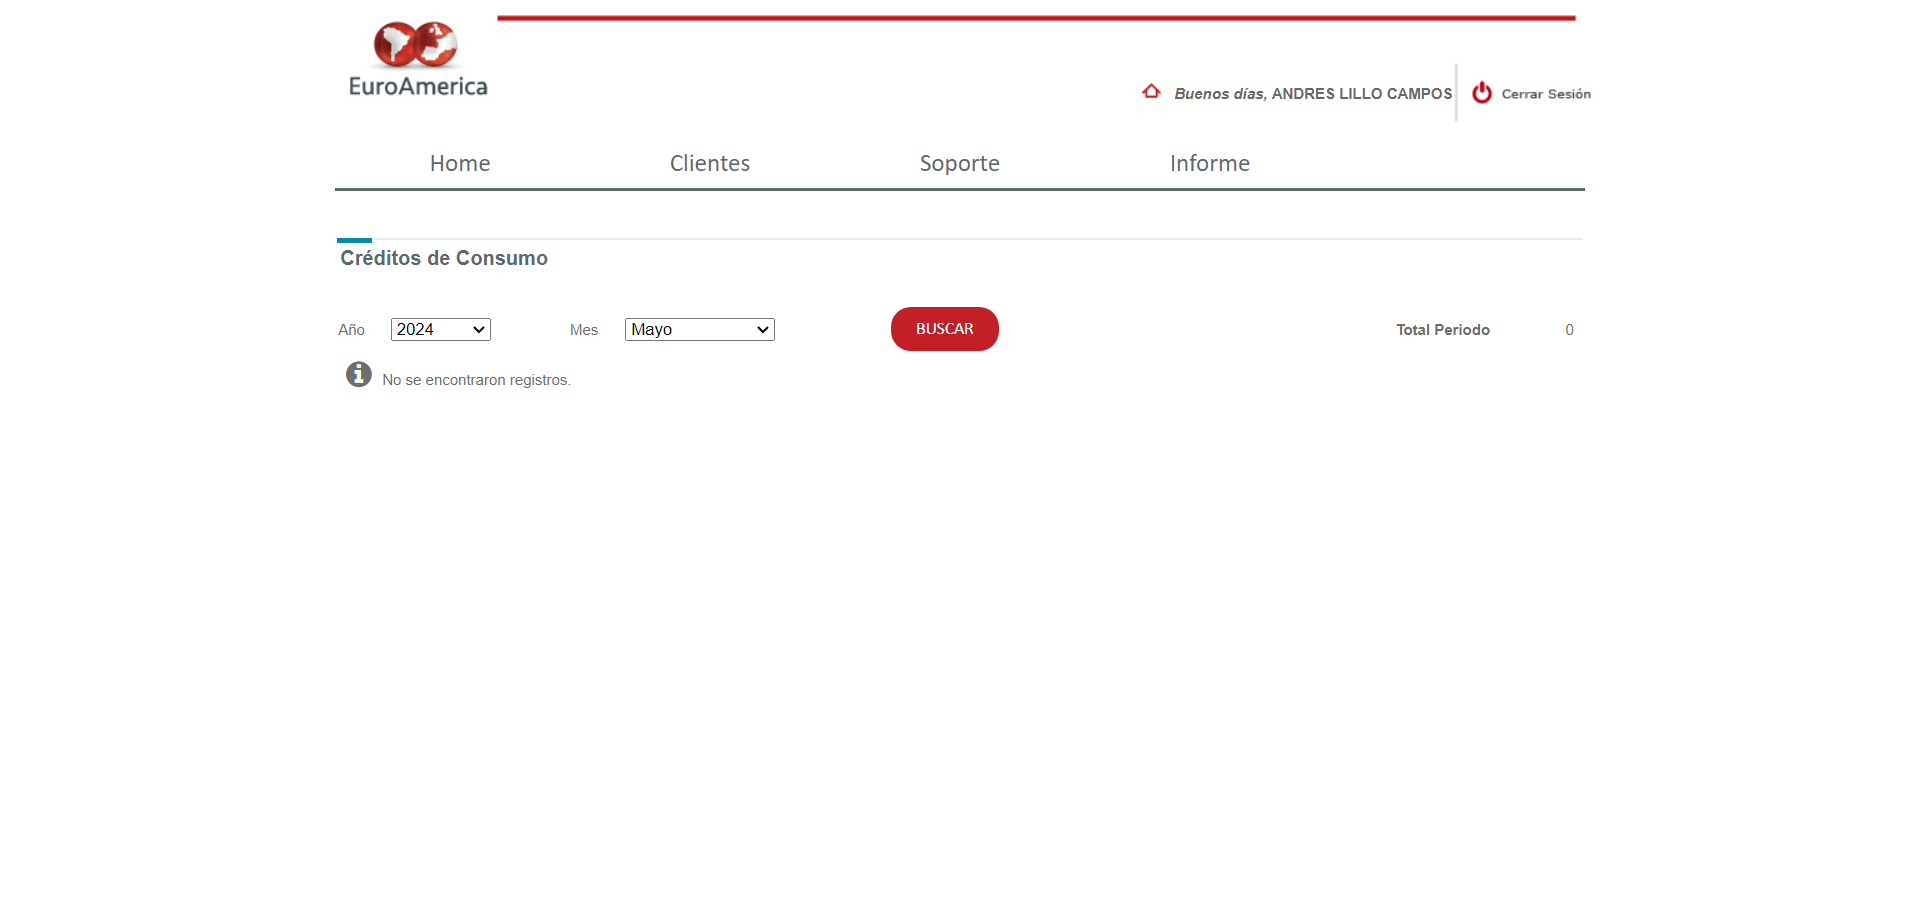 EuroAmerica
Buenos días, ANDRES LILLO CAMPOS
Cerrar Sesión
Home Clientes Soporte Informe
Créditos de Consumo
Año 2024 Mes Mayo BUSCAR Total Periodo 0
No se encontraron registros.